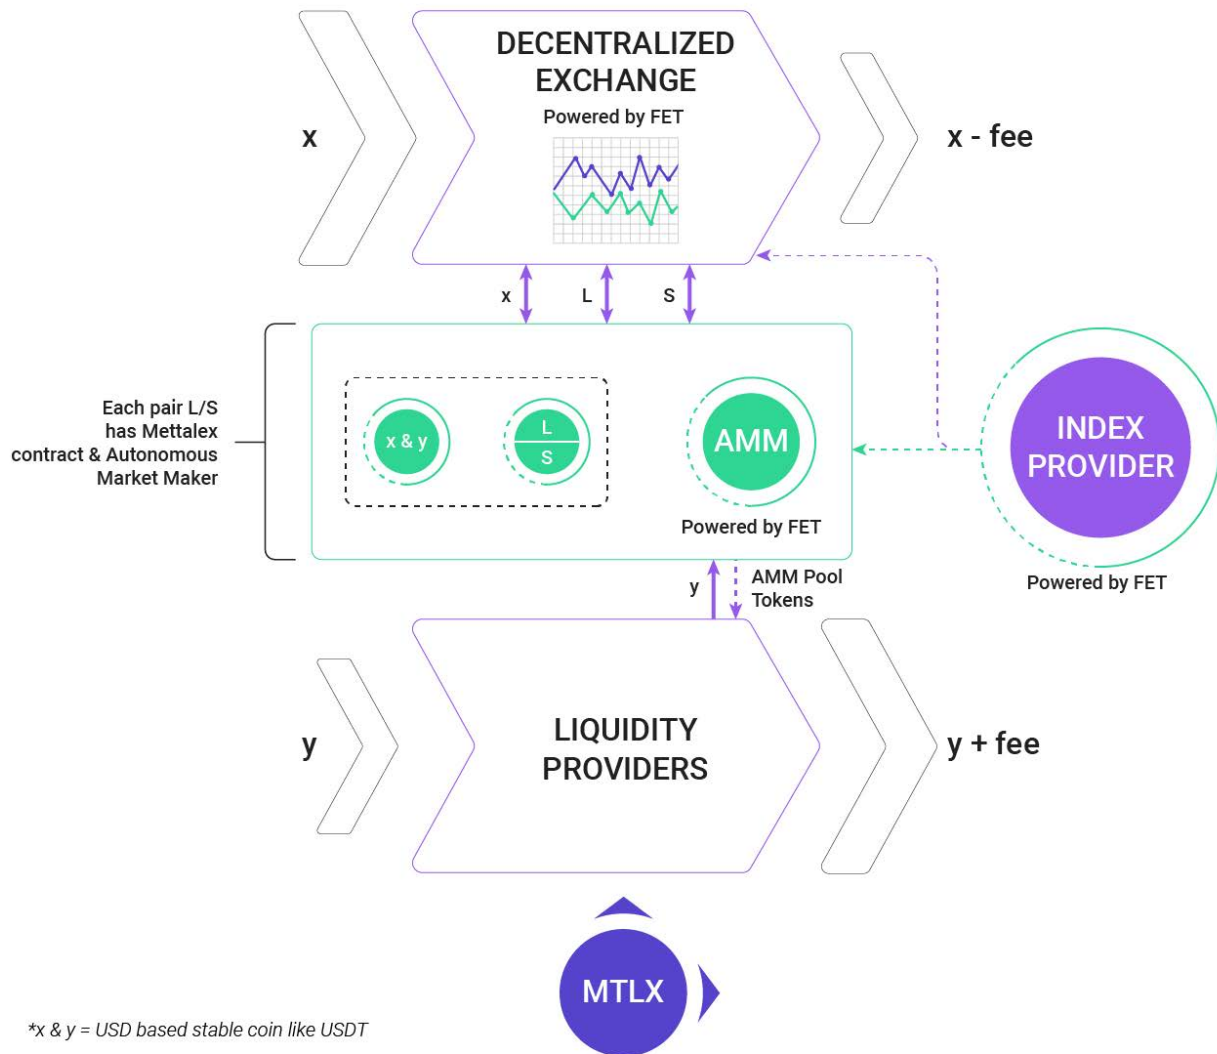 DECENTRALIZED
EXCHANGE
Powered by FET
x
x - fee
x
L
S
Each pair L/S
has Mettalex
contract & Autonomous
Market Maker
x & y
L
S
AMM
Powered by FET
INDEX
PROVIDER
Powered by FET
y
AMM Pool
Tokens
y
LIQUIDITY
PROVIDERS
y + fee
MTLX
*x & y = USD based stable coin like USDT